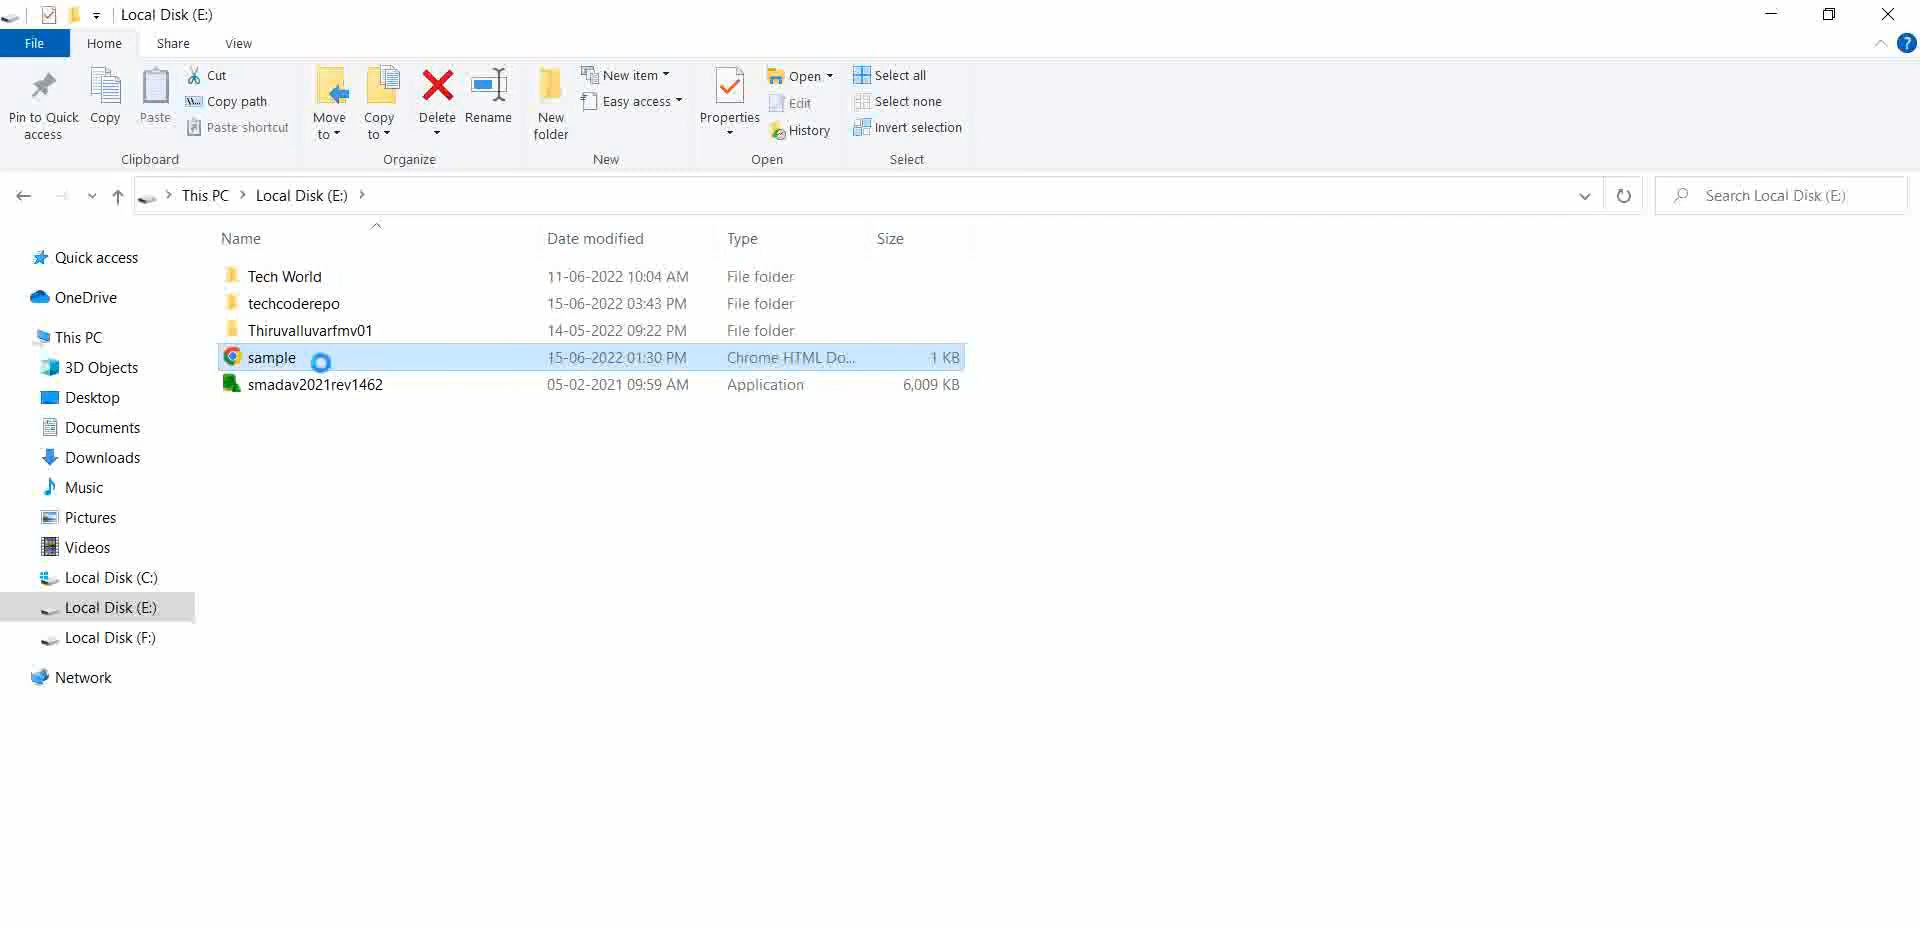 Local Disk (E:)
File Home Share View
Pin to Quick access
Copy
Paste
Cut
Copy path
Paste shortcut
Clipboard
Move to
Copy to
Delete
Rename
Organize
New folder
New item
Easy access
New
Properties
Open
Edit
History
Open
Select all
Select none
Invert selection
Select
This PC Local Disk (E:)
Search Local Disk (E:)
Quick access
OneDrive
This PC
3D Objects
Desktop
Documents
Downloads
Music
Pictures
Videos
Local Disk (C:)
Local Disk (E:)
Local Disk (F:)
Network
Name Date modified Type Size
Tech World 11-06-2022 10:04 AM File folder
techcoderepo 15-06-2022 03:43 PM File folder
Thiruvalluvarfmv01 14-05-2022 09:22 PM File folder
sample 15-06-2022 01:30 PM Chrome HTML Do... 1 KB
smadav2021rev1462 05-02-2021 09:59 AM Application 6,009 KB